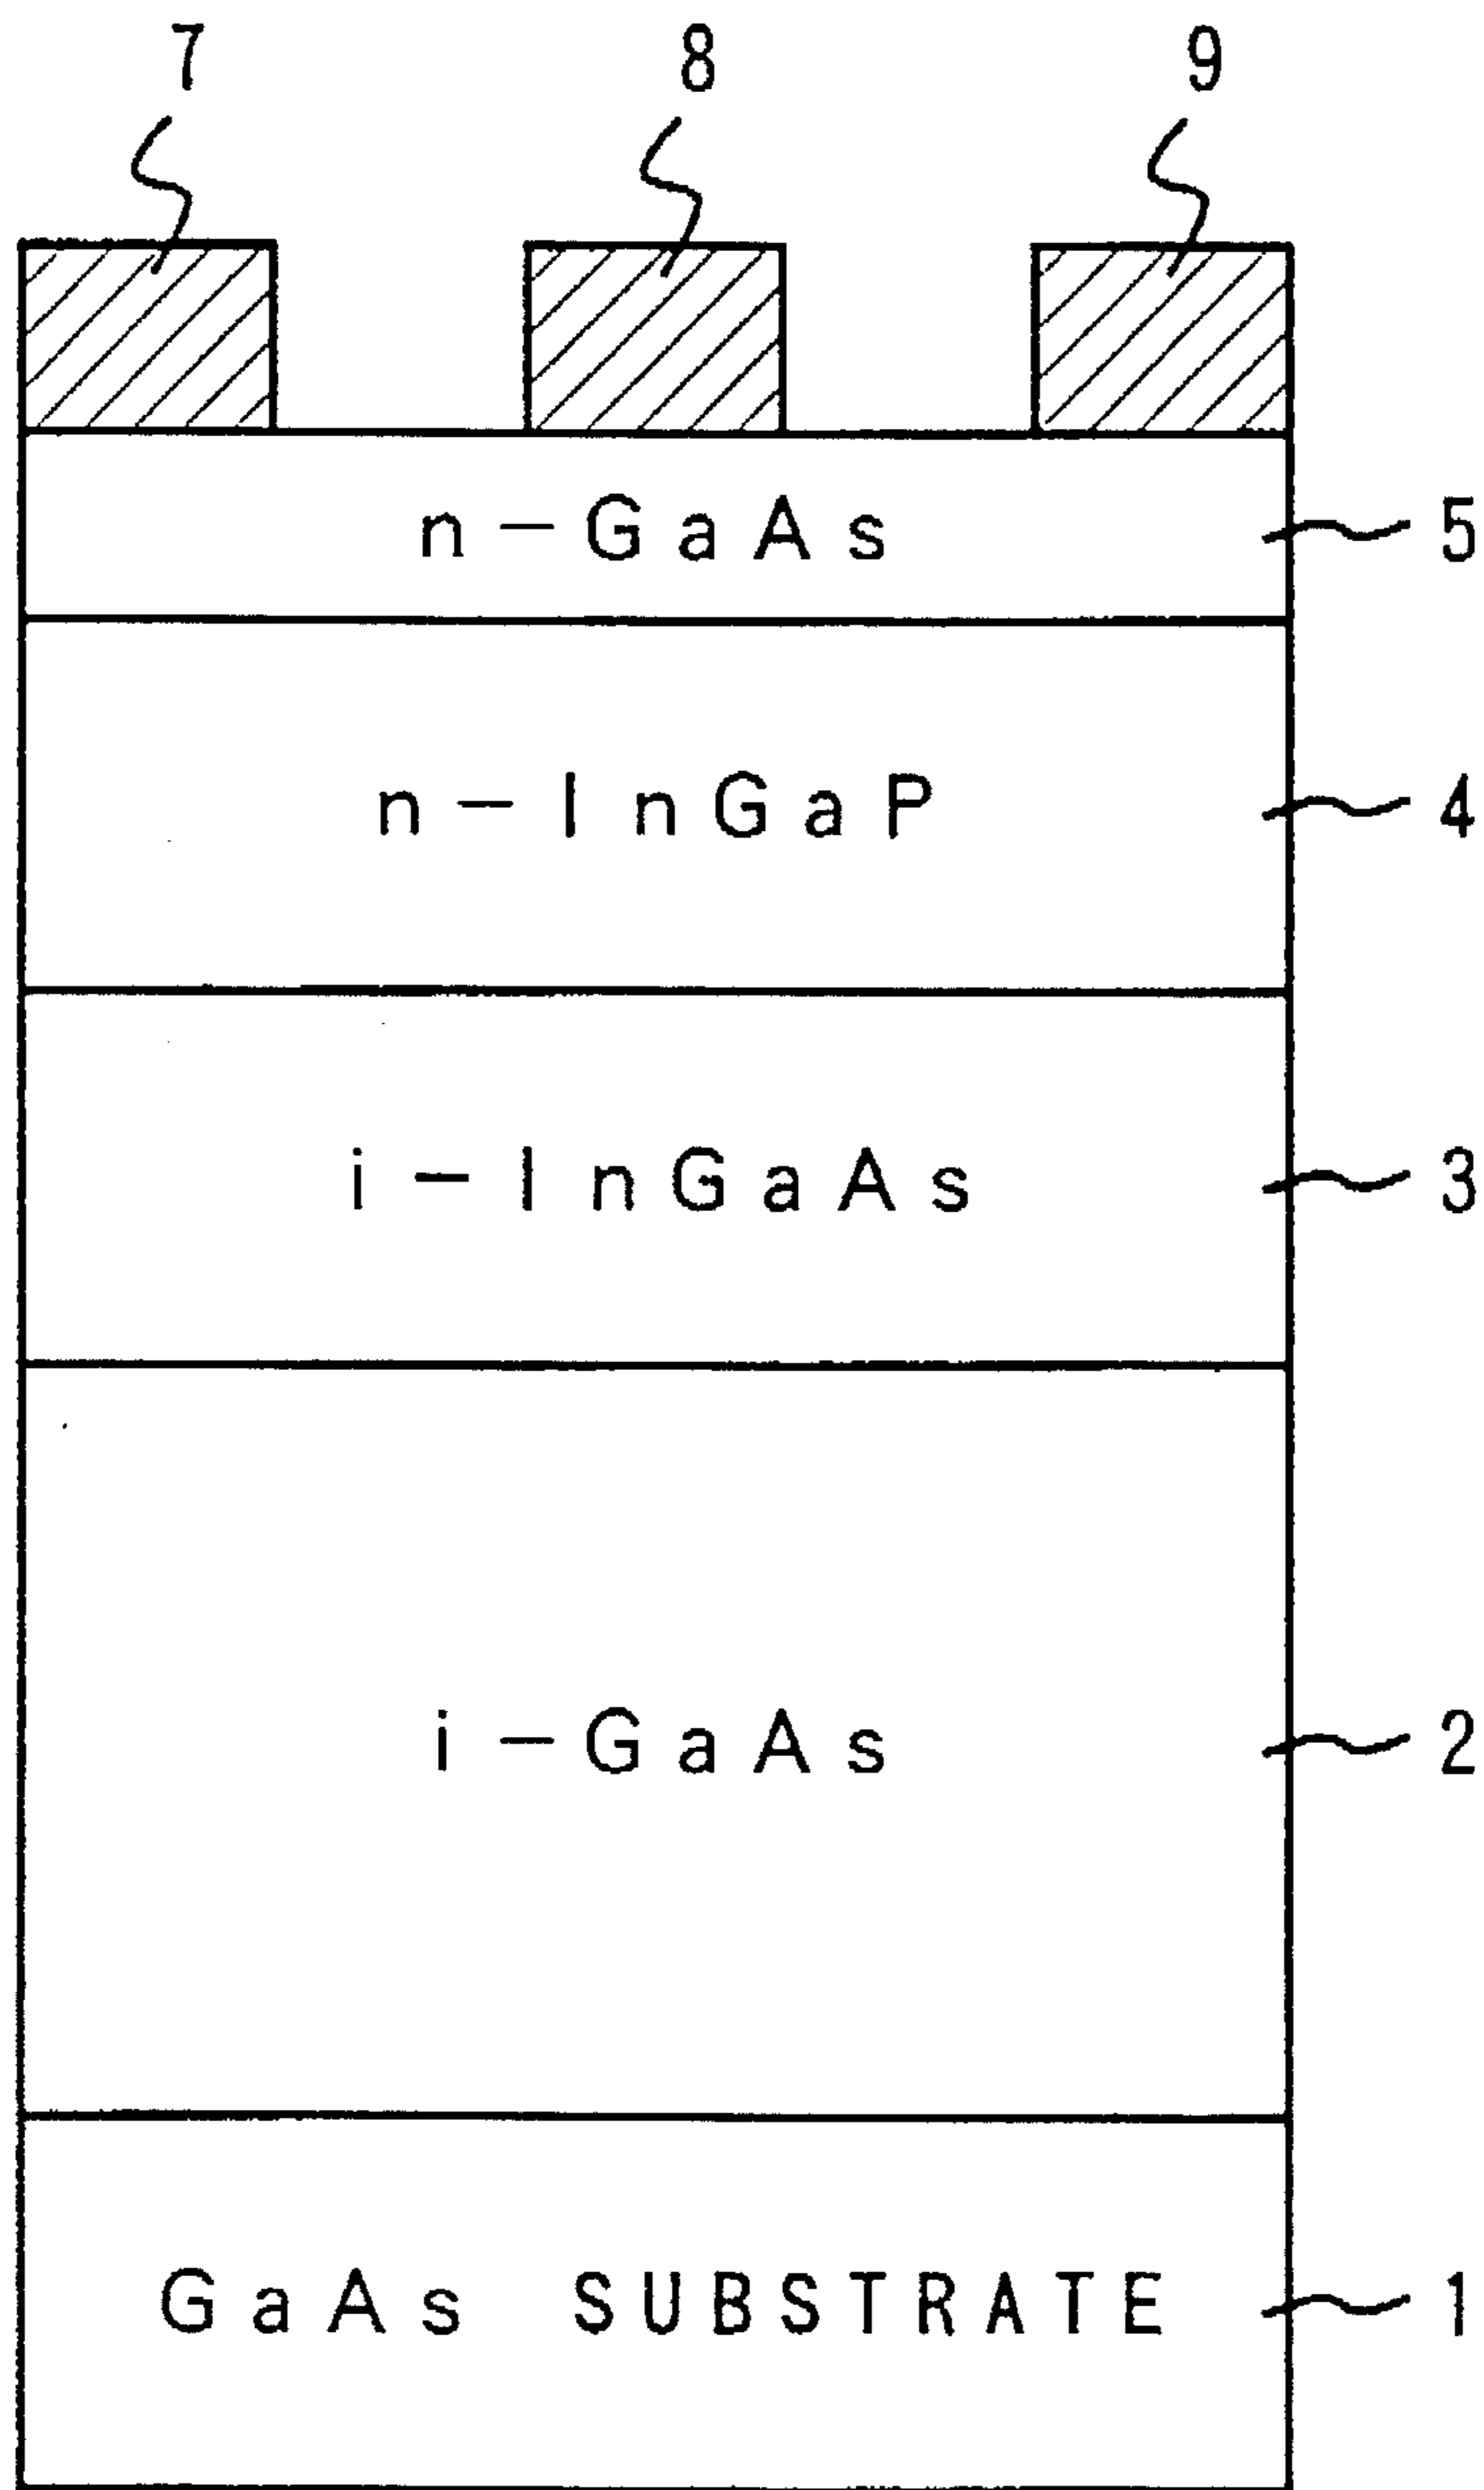 7 8 9
n-GaAs 5
n-InGaP 4
i-InGaAs 3
i-GaAs 2
GaAs SUBSTRATE 1